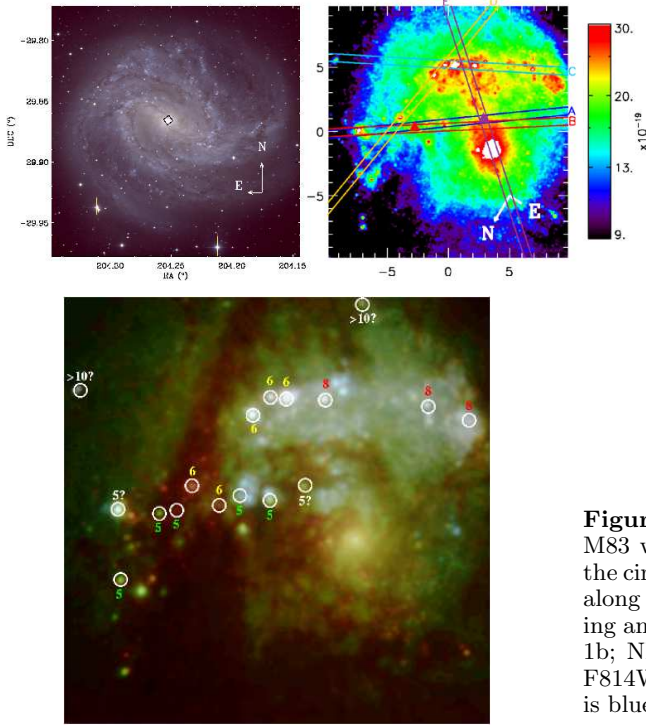 -29.80
-29.85
-29.90
-29.95
DEC (°)
N
E
204.30 204.25 204.20 204.15
RA (°)
E D
C
A
B
5
0
-5
-5 0 5
N
E
30.
20.
13.
9.
x10⁻¹⁹
>10?
>10?
6 6 8
8
8
6
6
5?
5?
6
5
5
5
5
5
Figur
M83 v
the cir
along
ing an
1b; N
F814W
is blue